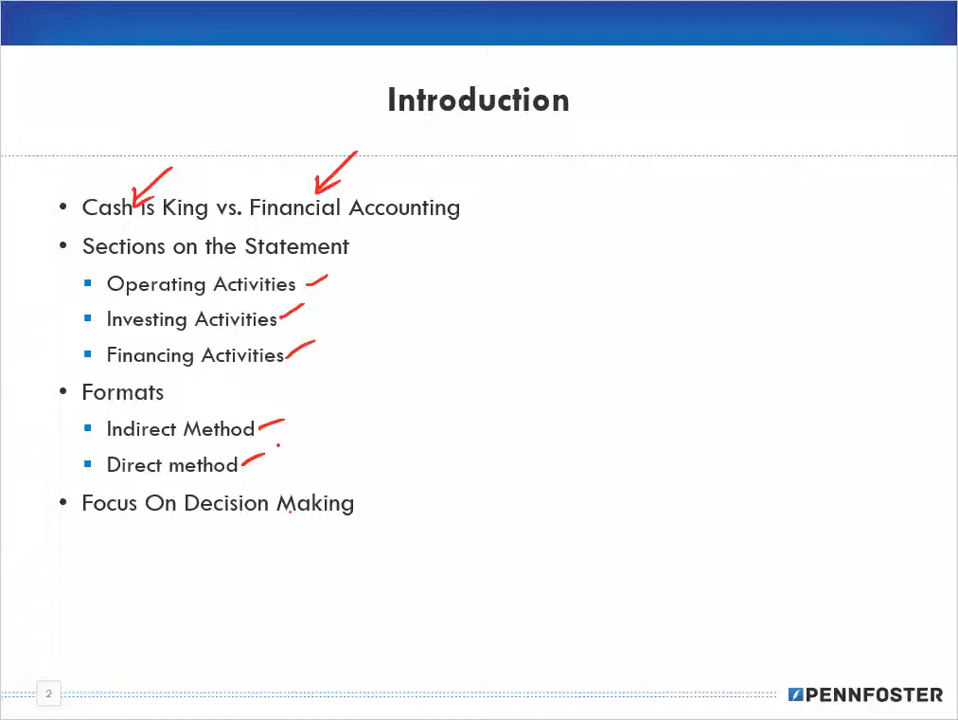 Introduction
• Cash is King vs. Financial Accounting
• Sections on the Statement
▪ Operating Activities
▪ Investing Activities
▪ Financing Activities
• Formats
▪ Indirect Method
▪ Direct method
• Focus On Decision Making
2
PENNFOSTER